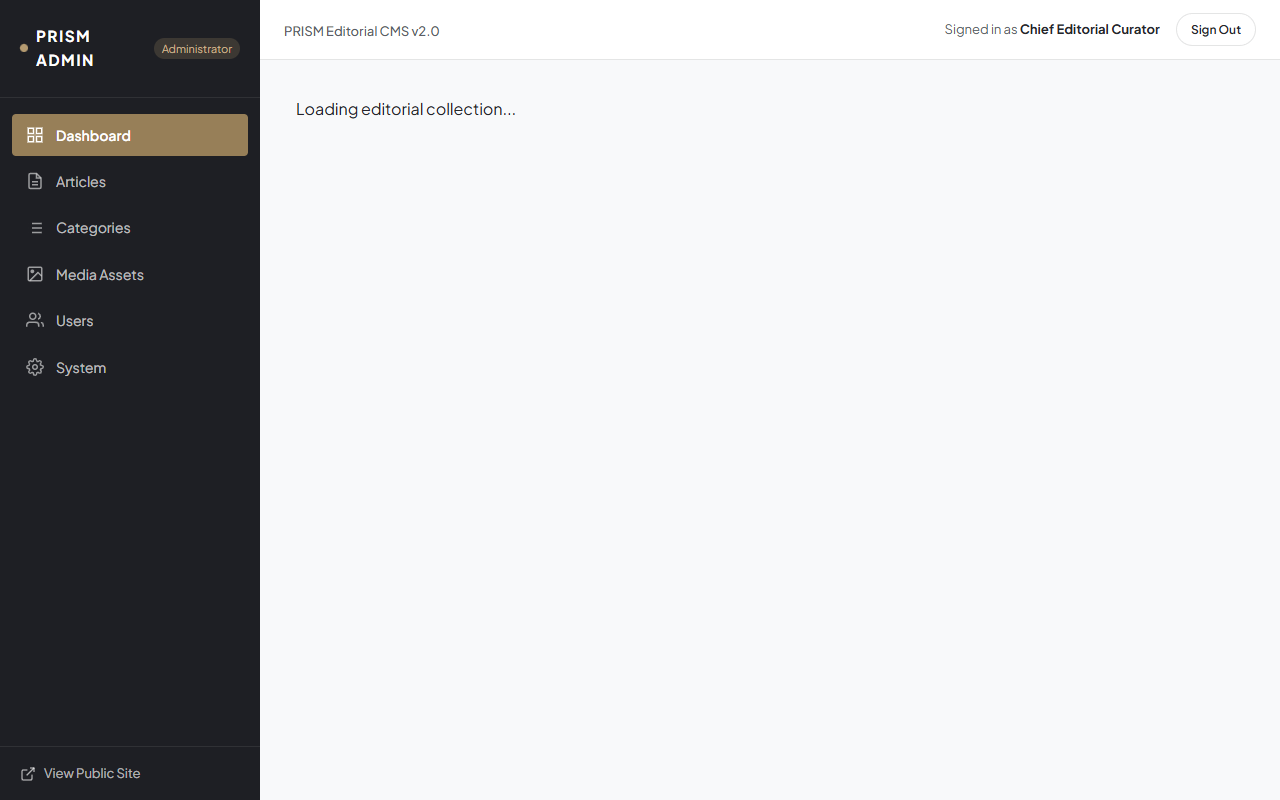 PRISM
ADMIN
Administrator
Dashboard
Articles
Categories
Media Assets
Users
System
View Public Site
PRISM Editorial CMS v2.0
Signed in as Chief Editorial Curator
Sign Out
Loading editorial collection...